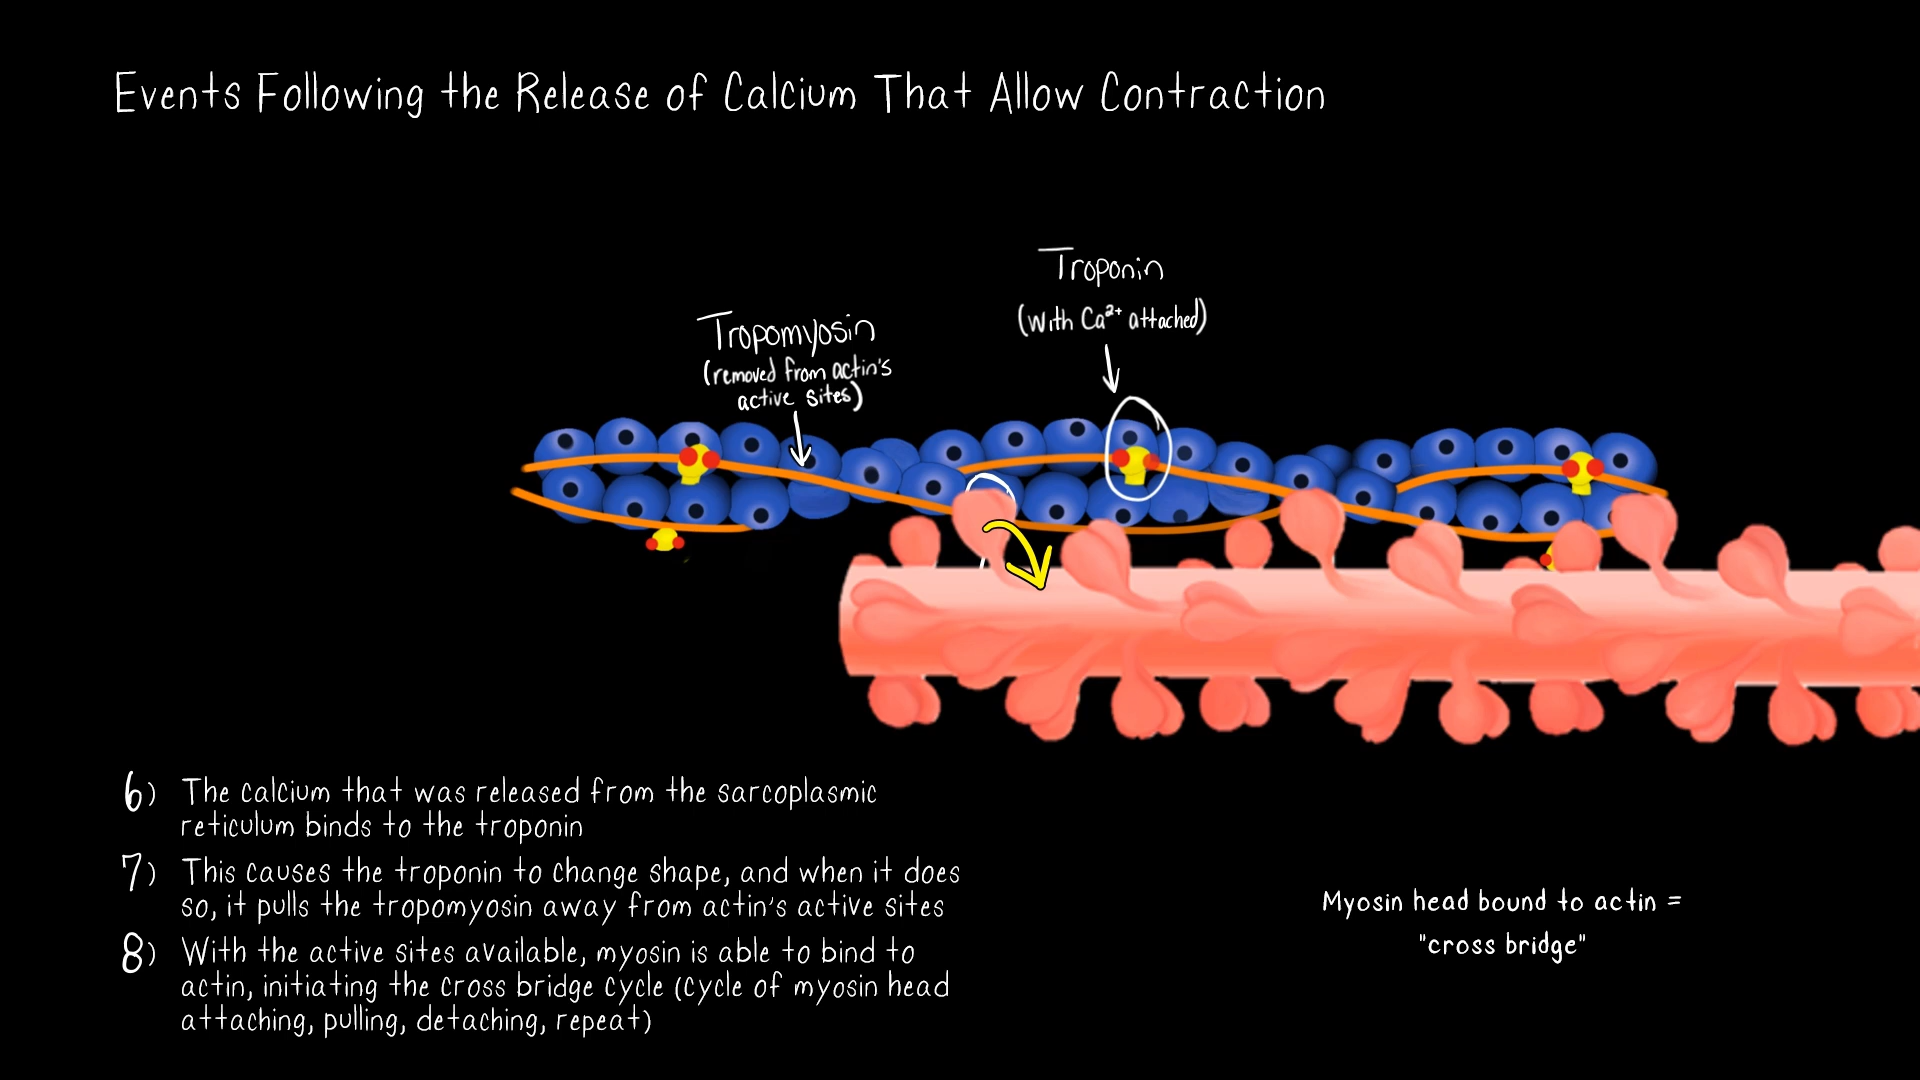 Events Following the Release of Calcium That Allow Contraction
Troponin
(with Ca²⁺ attached)
Tropomyosin
(removed from actin's
active sites)
6) The calcium that was released from the sarcoplasmic
reticulum binds to the troponin
7) This causes the troponin to change shape, and when it does
so, it pulls the tropomyosin away from actin's active sites
8) With the active sites available, myosin is able to bind to
actin, initiating the cross bridge cycle (cycle of myosin head
attaching, pulling, detaching, repeat)
Myosin head bound to actin =
"cross bridge"